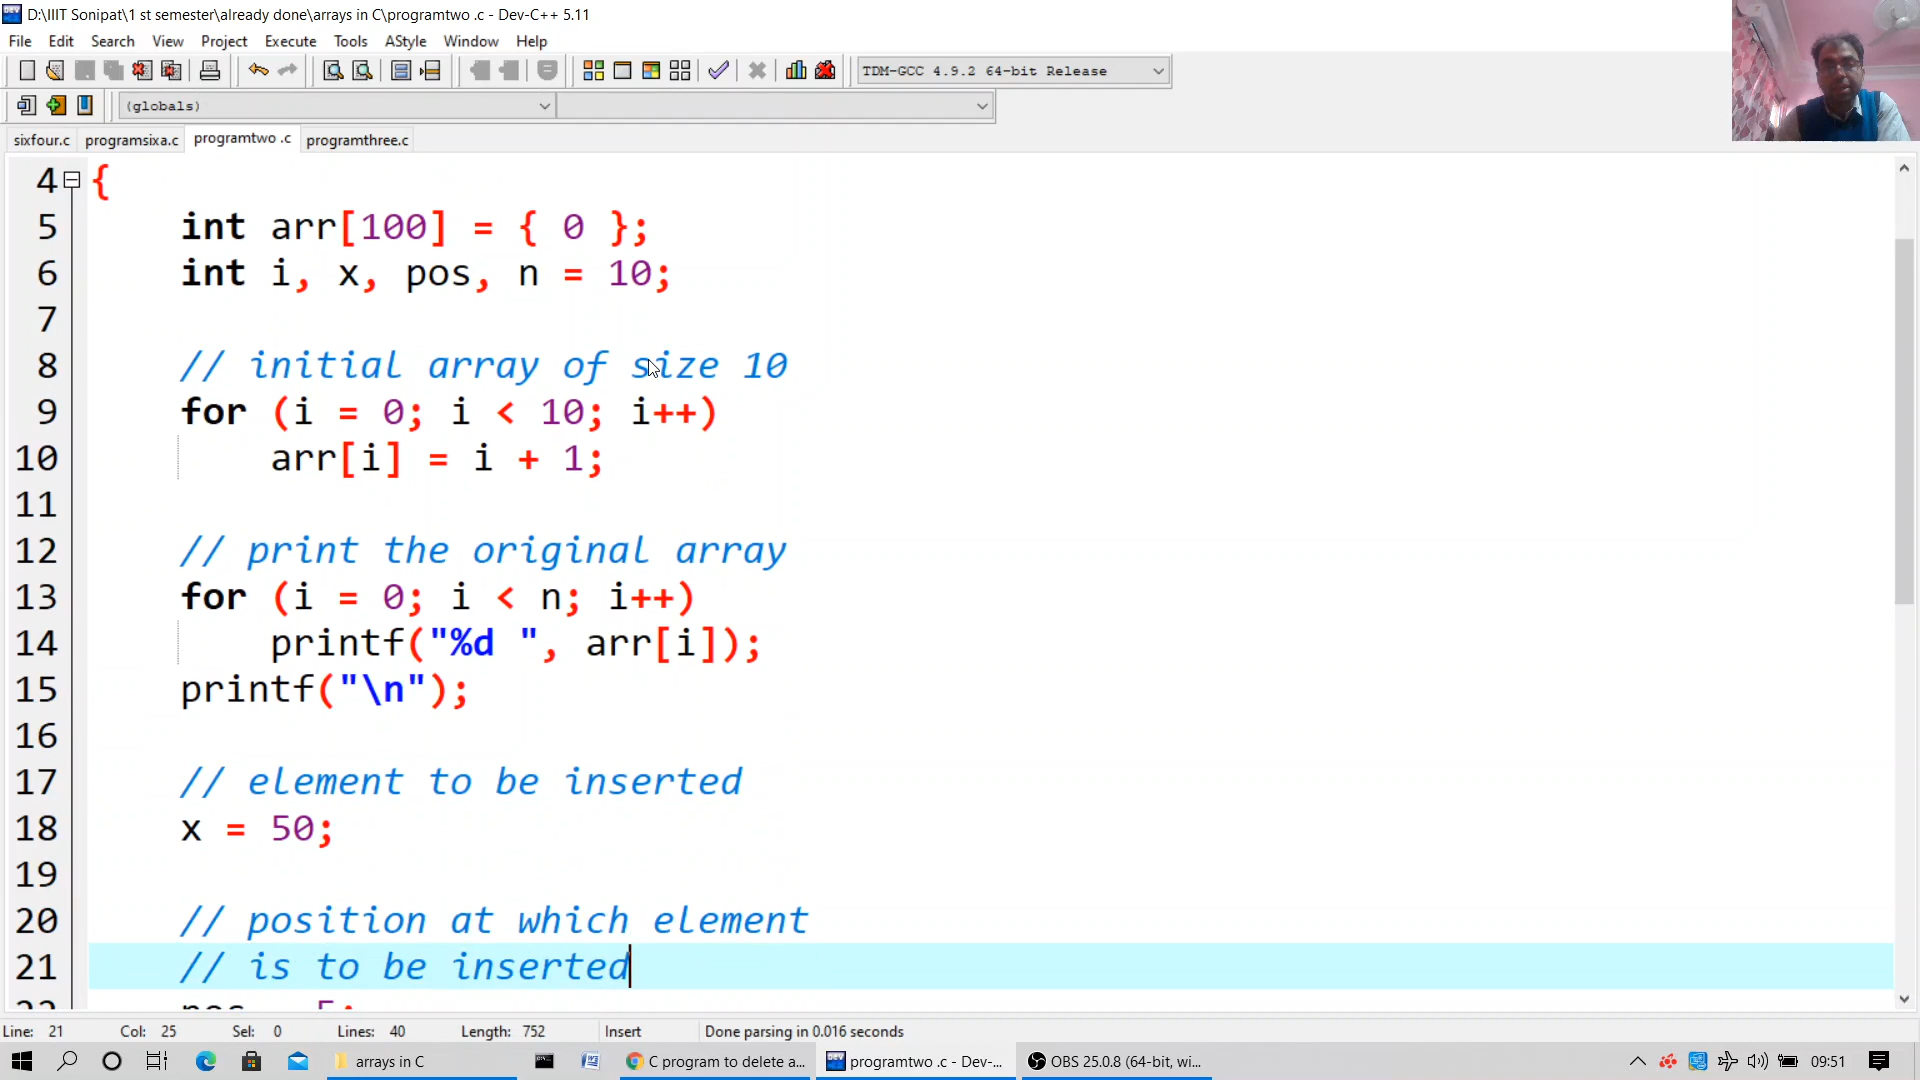 D:\IIIT Sonipat\1 st semester\already done\arrays in C\programtwo .c - Dev-C++ 5.11
File Edit Search View Project Execute Tools AStyle Window Help
TDM-GCC 4.9.2 64-bit Release
(globals)
sixfour.c programsixa.c programtwo .c programthree.c
4 {
5 int arr[100] = { 0 };
6 int i, x, pos, n = 10;
7
8 // initial array of size 10
9 for (i = 0; i < 10; i++)
10 arr[i] = i + 1;
11
12 // print the original array
13 for (i = 0; i < n; i++)
14 printf("%d ", arr[i]);
15 printf("\n");
16
17 // element to be inserted
18 x = 50;
19
20 // position at which element
21 // is to be inserted
Line: 21 Col: 25 Sel: 0 Lines: 40 Length: 752 Insert Done parsing in 0.016 seconds
arrays in C C program to delete a... programtwo .c - Dev-... OBS 25.0.8 (64-bit, wi... 09:51